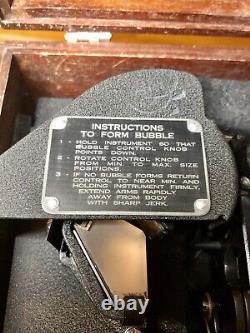 INSTRUCTIONS
TO FORM BUBBLE
1 - HOLD INSTRUMENT SO THAT
BUBBLE CONTROL KNOB
POINTS DOWN.
2 - ROTATE CONTROL KNOB
FROM MIN. TO MAX. SIZE
POSITIONS.
3 - IF NO BUBBLE FORMS RETURN
CONTROL TO NEAR MIN. AND
HOLDING INSTRUMENT FIRMLY,
EXTEND ARMS RAPIDLY
AWAY FROM BODY
WITH SHARP JERK.